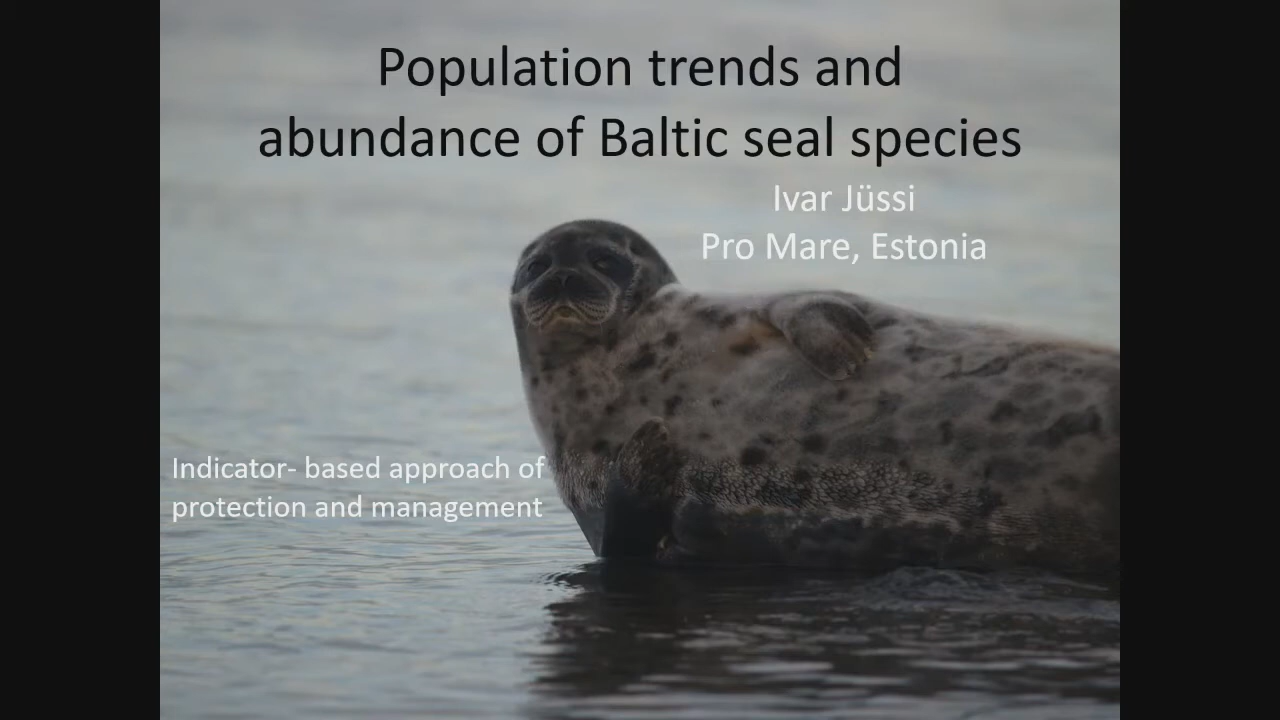 Population trends and
abundance of Baltic seal species
Ivar Jüssi
Pro Mare, Estonia
Indicator- based approach of
protection and management